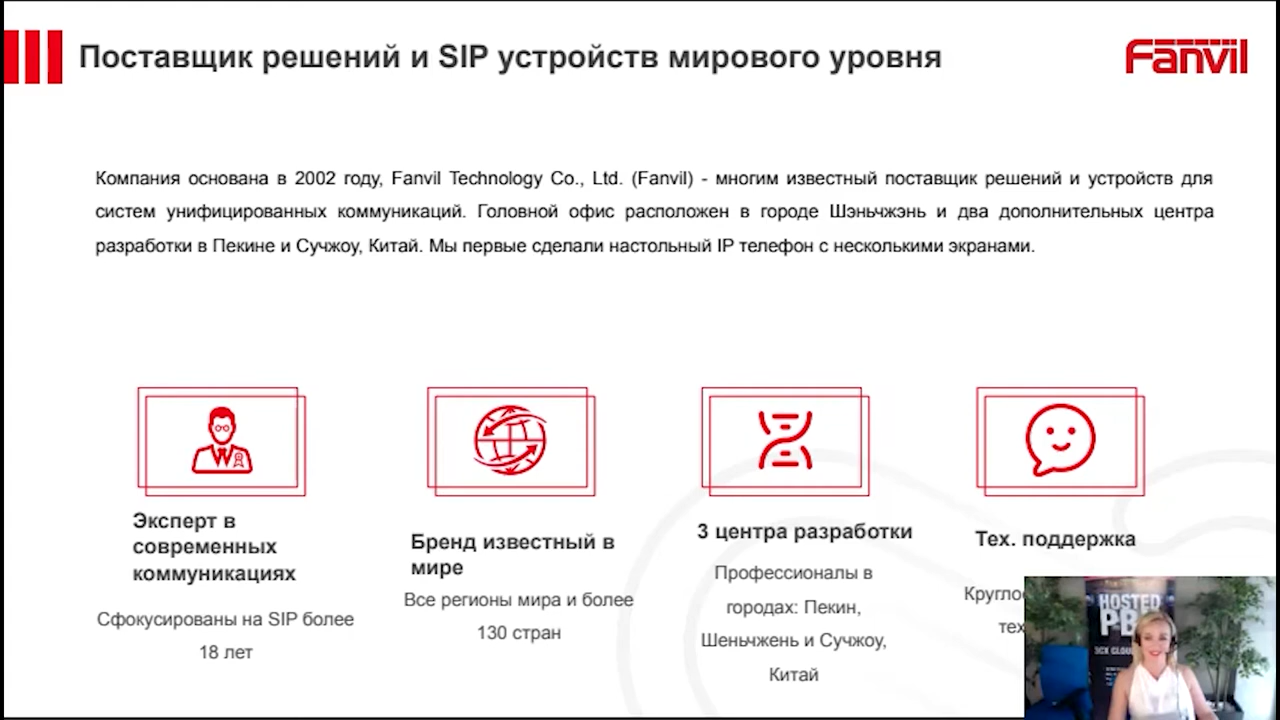 Поставщик решений и SIP устройств мирового уровня
Fanvil
Компания основана в 2002 году, Fanvil Technology Co., Ltd. (Fanvil) - многим известный поставщик решений и устройств для
систем унифицированных коммуникаций. Головной офис расположен в городе Шэньчжэнь и два дополнительных центра
разработки в Пекине и Сучжоу, Китай. Мы первые сделали настольный IP телефон с несколькими экранами.
Эксперт в
современных
коммуникациях
Сфокусированы на SIP более
18 лет
Бренд известный в
мире
Все регионы мира и более
130 стран
3 центра разработки
Профессионалы в
городах: Пекин,
Шеньчжень и Сучжоу,
Китай
Тех. поддержка
HOSTED
3CX CLOUD